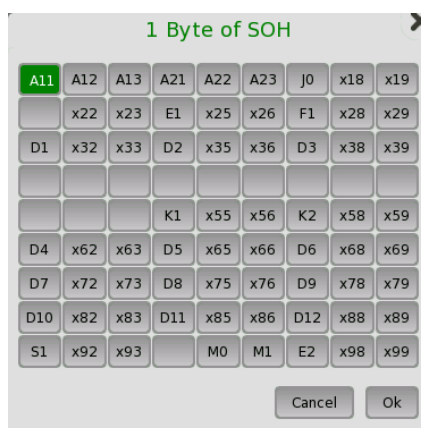 1 Byte of SOH
A11 A12 A13 A21 A22 A23 J0 x18 x19
x22 x23 E1 x25 x26 F1 x28 x29
D1 x32 x33 D2 x35 x36 D3 x38 x39
K1 x55 x56 K2 x58 x59
D4 x62 x63 D5 x65 x66 D6 x68 x69
D7 x72 x73 D8 x75 x76 D9 x78 x79
D10 x82 x83 D11 x85 x86 D12 x88 x89
S1 x92 x93 M0 M1 E2 x98 x99
Cancel Ok